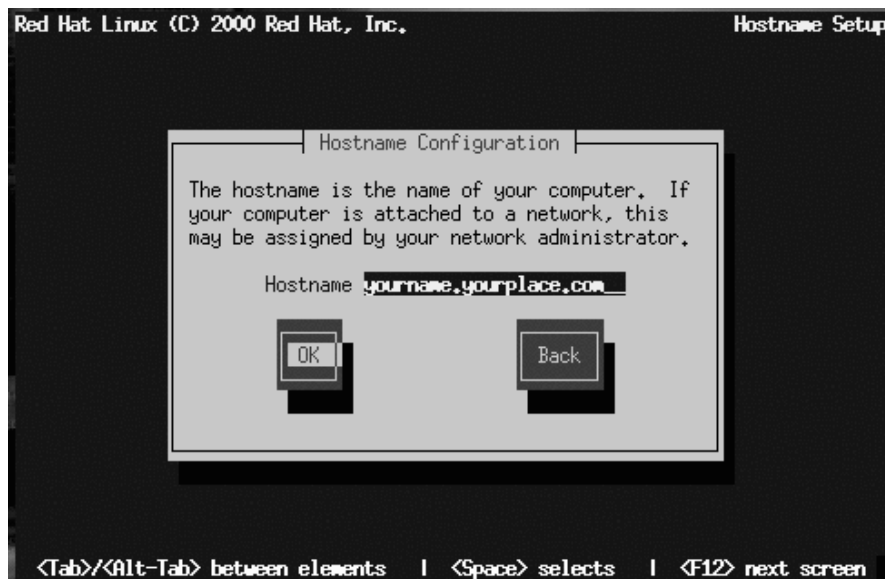 Red Hat Linux (C) 2000 Red Hat, Inc. Hostname Setup
Hostname Configuration
The hostname is the name of your computer. If
your computer is attached to a network, this
may be assigned by your network administrator.
Hostname yourname.yourplace.com__
OK Back
<Tab>/<Alt-Tab> between elements | <Space> selects | <F12> next screen